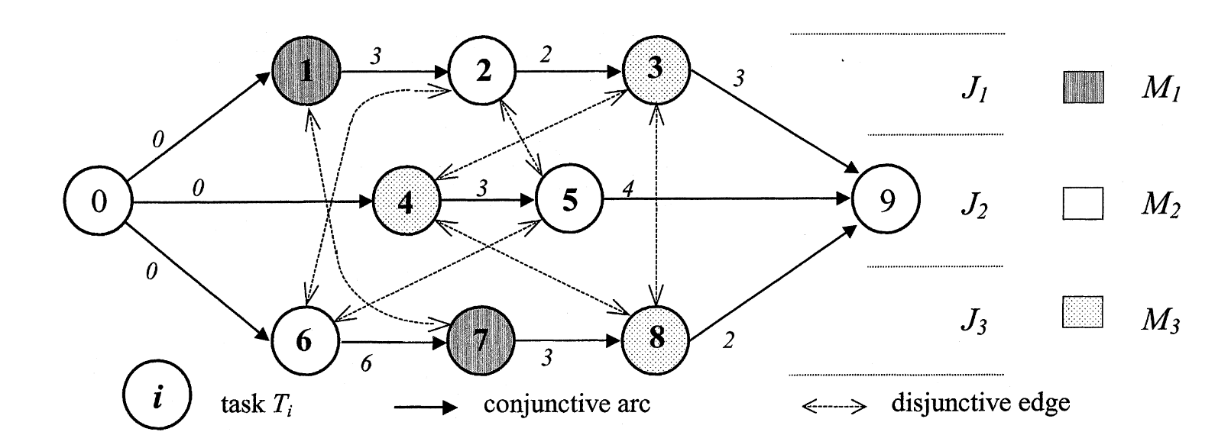 1 3 2 2 3 3 J1 M1
0
0 0 4 3 5 4 9 J2 M2
0
6 6 7 3 8 2 J3 M3
i task Ti conjunctive arc disjunctive edge